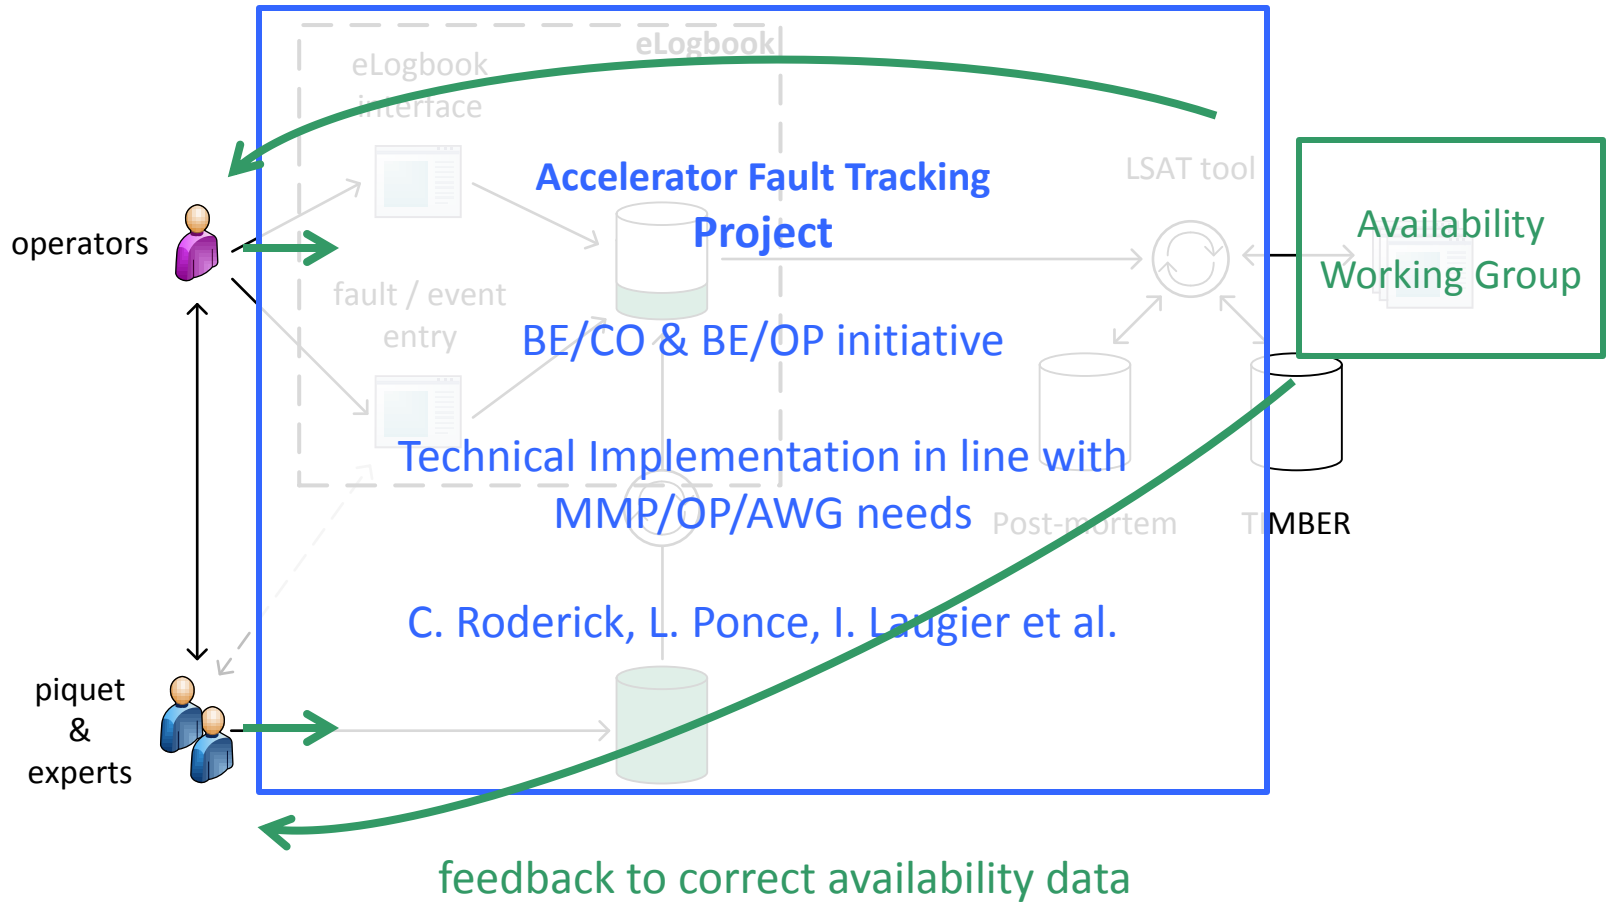 eLogbook
eLogbook
interface
Accelerator Fault Tracking
Project
LSAT tool
Availability
Working Group
operators
fault / event
entry
BE/CO & BE/OP initiative
Technical Implementation in line with
MMP/OP/AWG needs
Post-mortem
TIMBER
C. Roderick, L. Ponce, I. Laugier et al.
piquet
&
experts
feedback to correct availability data